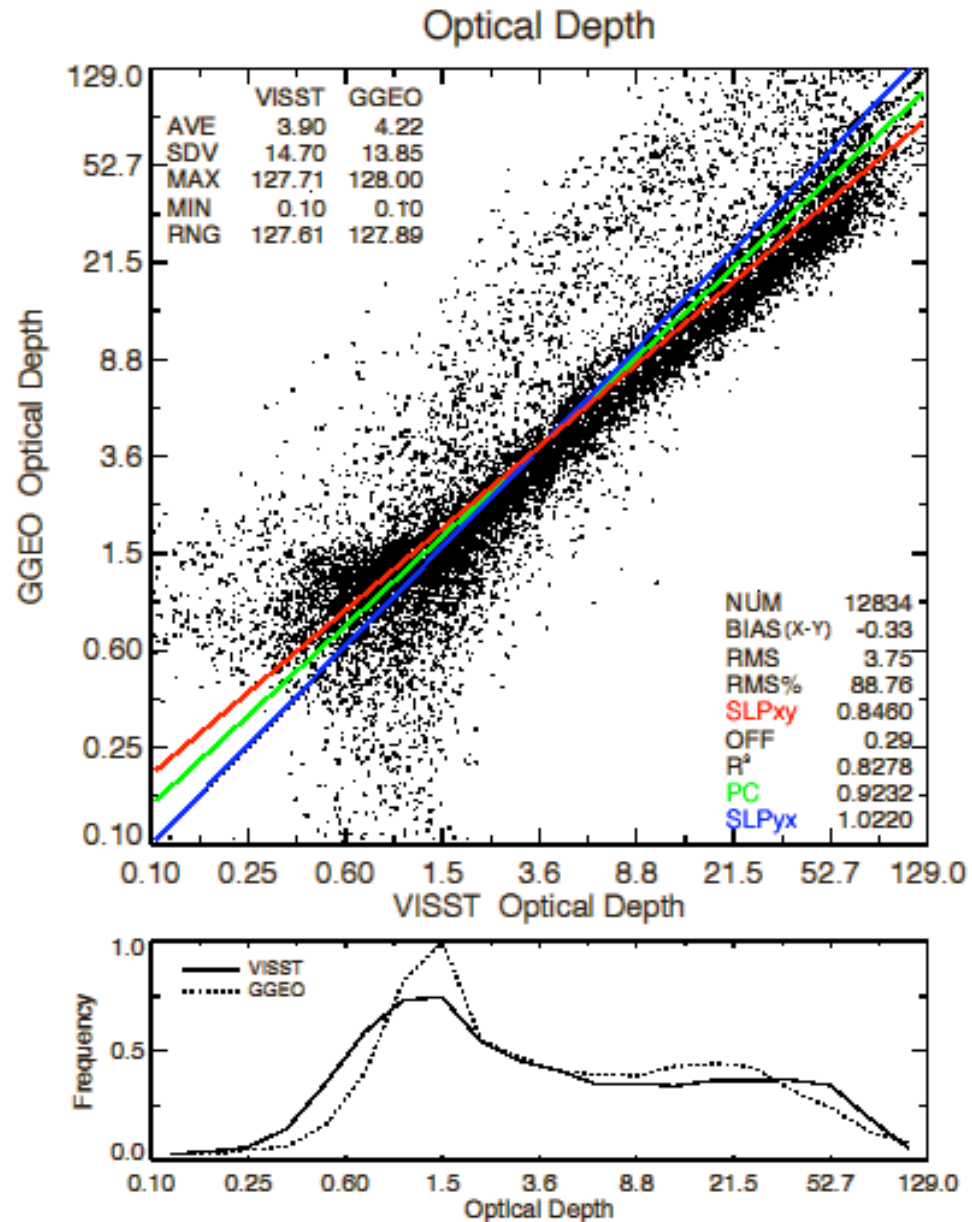 Optical Depth
129.0
52.7
21.5
8.8
3.6
1.5
0.60
0.25
0.10
GGEO Optical Depth
VISST GGEO
AVE 3.90 4.22
SDV 14.70 13.85
MAX 127.71 128.00
MIN 0.10 0.10
RNG 127.61 127.89
NUM 12834
BIAS(X-Y) -0.33
RMS 3.75
RMS% 88.76
SLPxy 0.8460
OFF 0.29
R² 0.8278
PC 0.9232
SLPyx 1.0220
0.10 0.25 0.60 1.5 3.6 8.8 21.5 52.7 129.0
VISST Optical Depth
1.0
0.5
0.0
Frequency
VISST
GGEO
0.10 0.25 0.60 1.5 3.6 8.8 21.5 52.7 129.0
Optical Depth